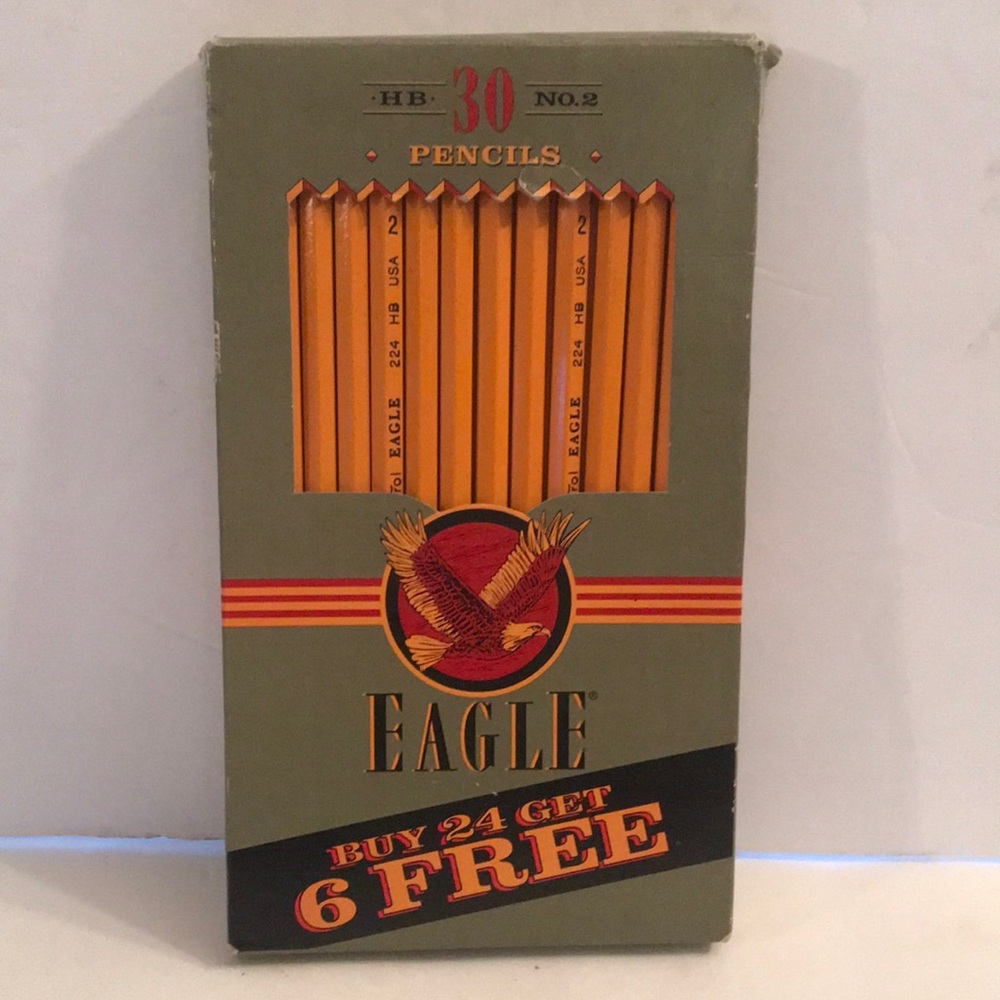 ·HB· 30 NO.2
PENCILS
EAGLE 224 HB USA 2
EAGLE 224 HB USA 2
EAGLE®
BUY 24 GET
6 FREE